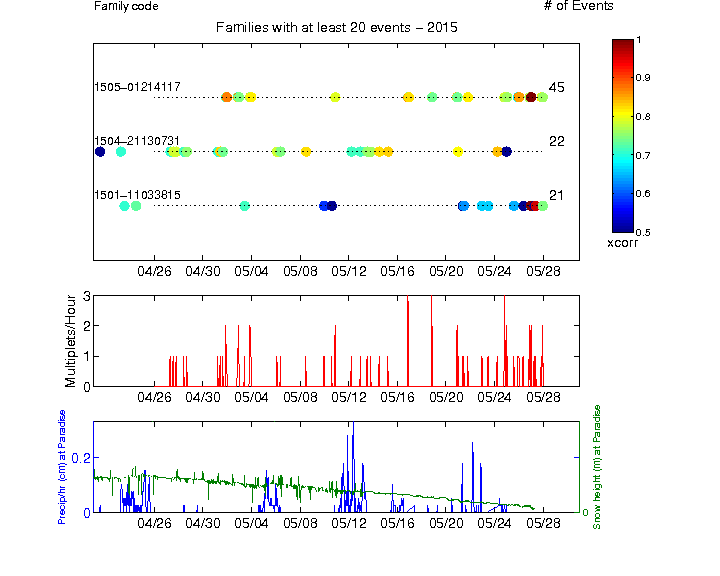 Family code
# of Events
Families with at least 20 events – 2015
1505–01214117
45
1504–21130731
22
1501–11033815
21
04/26 04/30 05/04 05/08 05/12 05/16 05/20 05/24 05/28
1
0.9
0.8
0.7
0.6
0.5
xcorr
Multiplets/Hour
3
2
1
0
04/26 04/30 05/04 05/08 05/12 05/16 05/20 05/24 05/28
Precip/hr (cm) at Paradise
0.2
0
04/26 04/30 05/04 05/08 05/12 05/16 05/20 05/24 05/28
0
Snow height (m) at Paradise